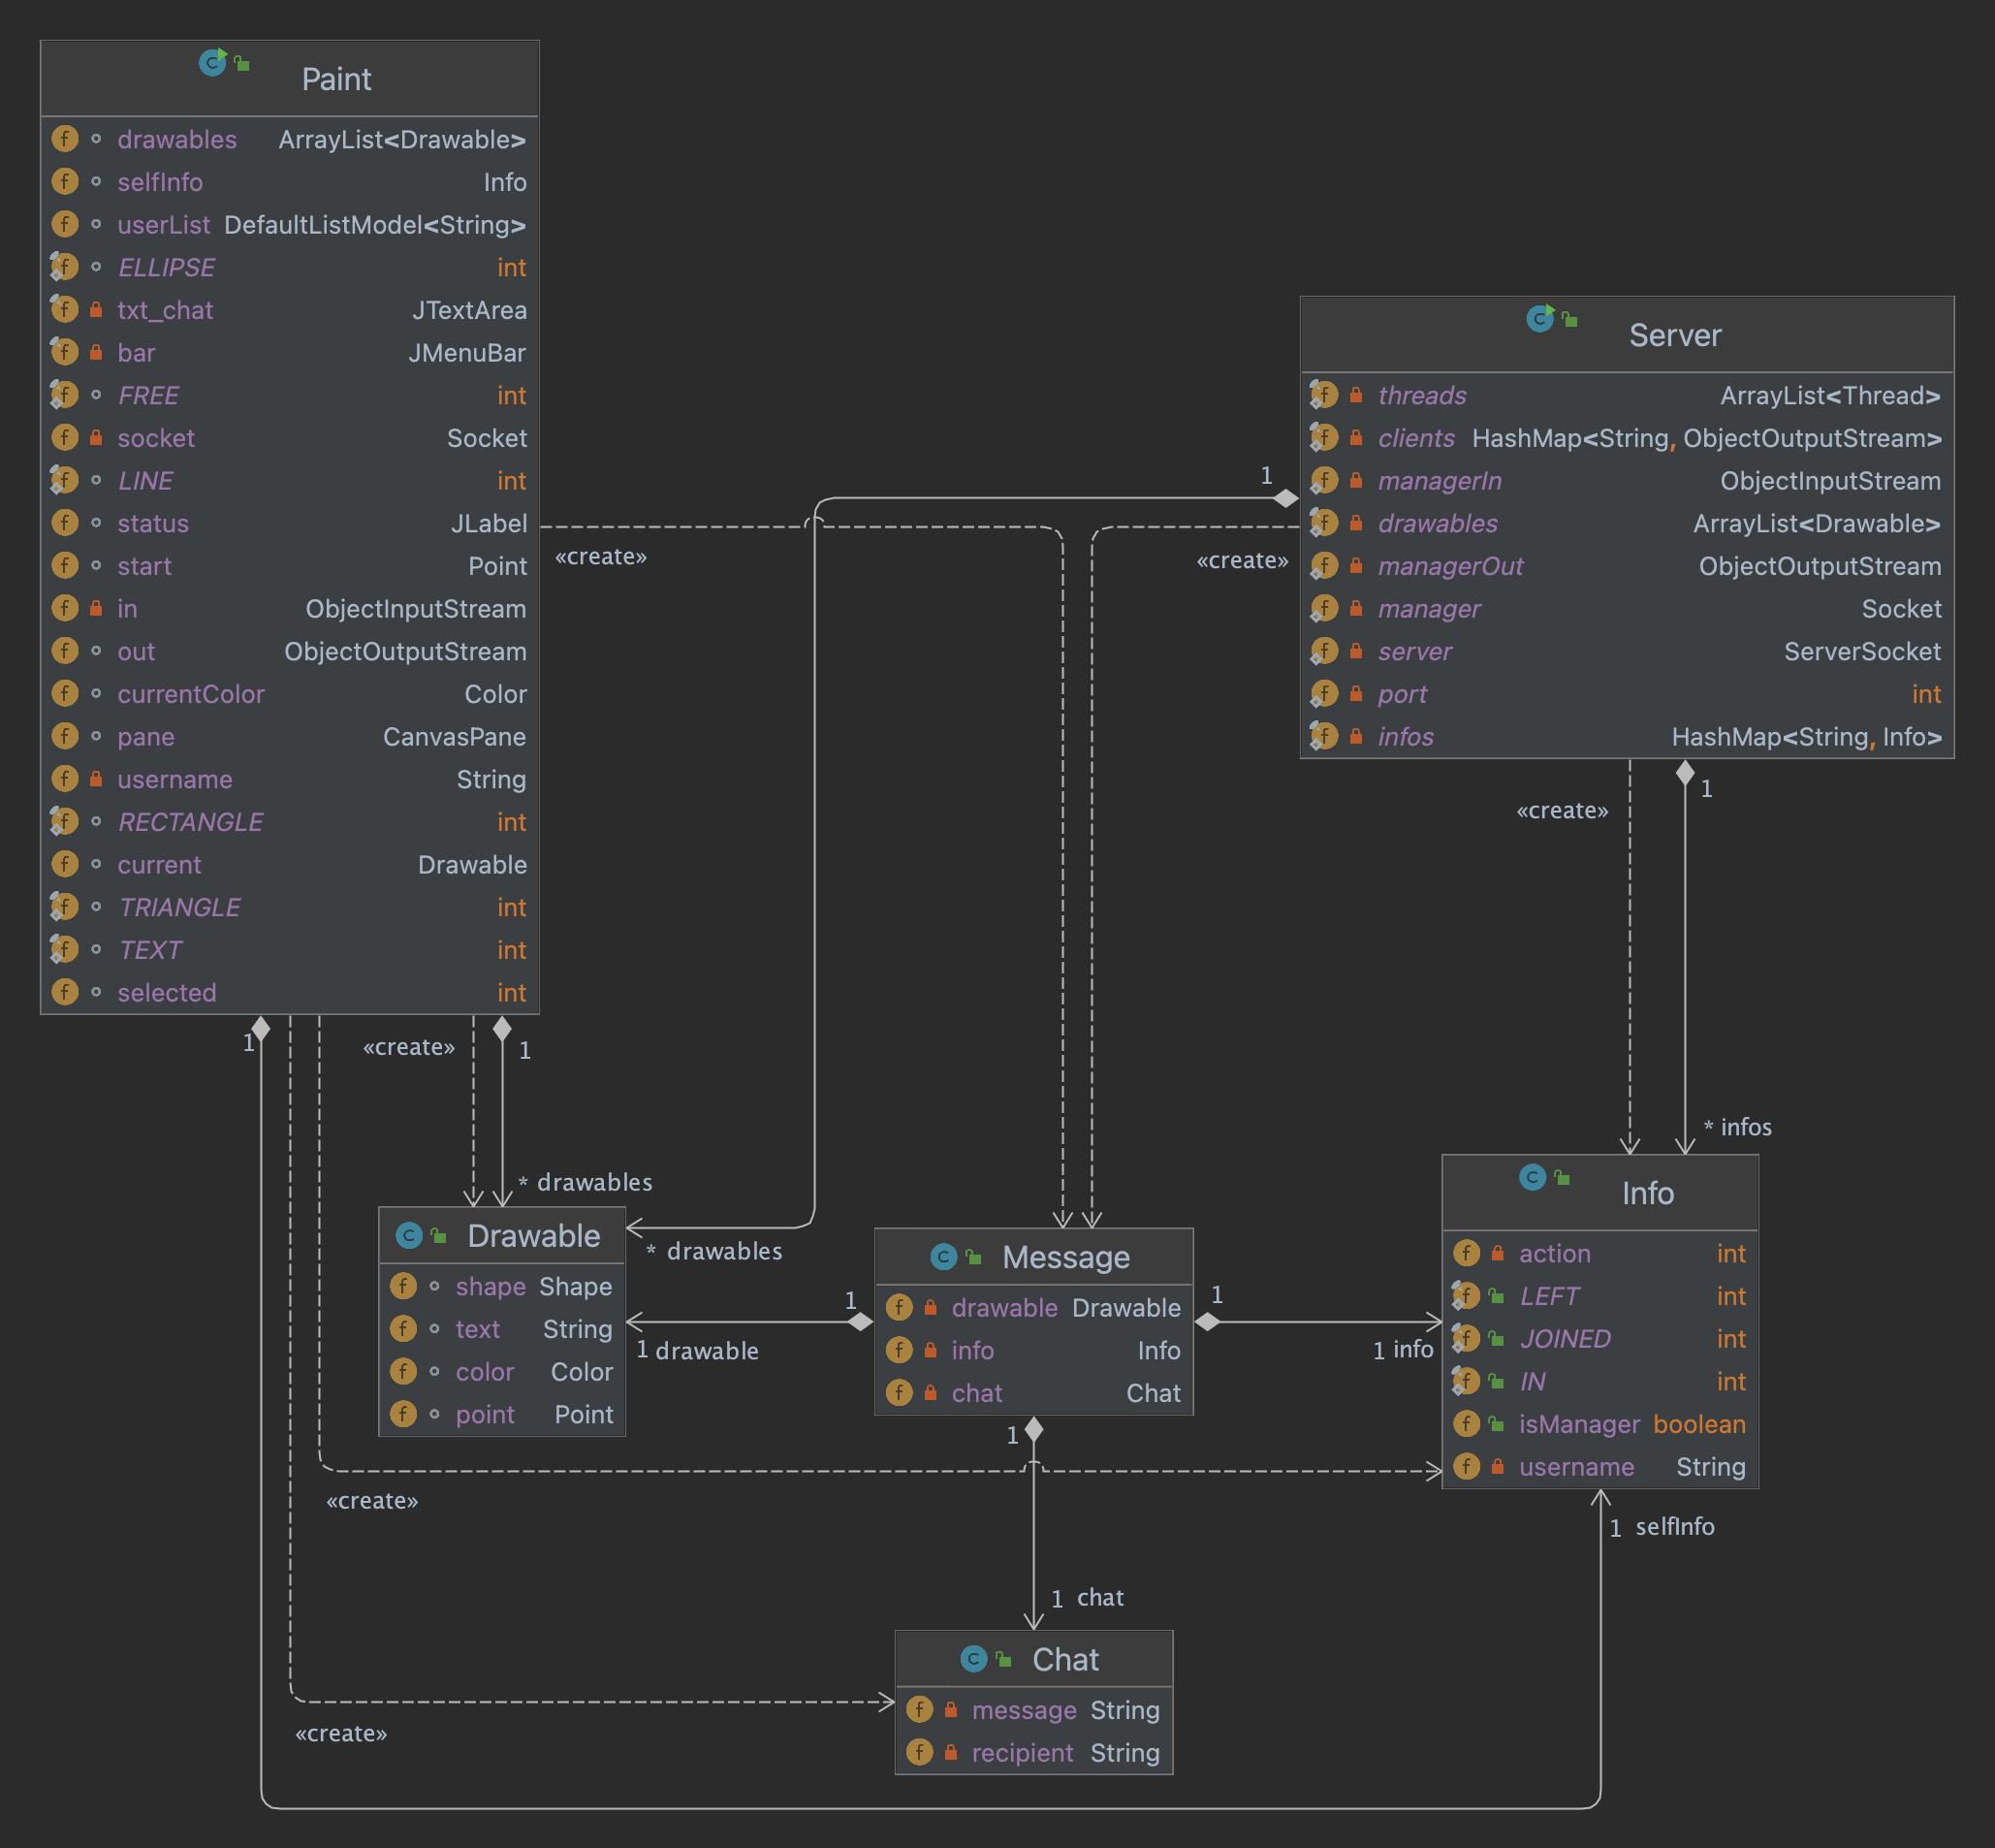 Paint
drawables ArrayList<Drawable>
selfInfo Info
userList DefaultListModel<String>
ELLIPSE int
txt_chat JTextArea
bar JMenuBar
FREE int
socket Socket
LINE int
status JLabel
start Point
in ObjectInputStream
out ObjectOutputStream
currentColor Color
pane CanvasPane
username String
RECTANGLE int
current Drawable
TRIANGLE int
TEXT int
selected int
Server
threads ArrayList<Thread>
clients HashMap<String, ObjectOutputStream>
managerIn ObjectInputStream
drawables ArrayList<Drawable>
managerOut ObjectOutputStream
manager Socket
server ServerSocket
port int
infos HashMap<String, Info>
1
«create»
«create»
«create»
1
1
«create»
1
* infos
* drawables
* drawables
Drawable
shape Shape
text String
color Color
point Point
1
1 drawable
Message
drawable Drawable
info Info
chat Chat
1
1 info
Info
action int
LEFT int
JOINED int
IN int
isManager boolean
username String
1
«create»
1 selfInfo
1 chat
Chat
message String
recipient String
«create»